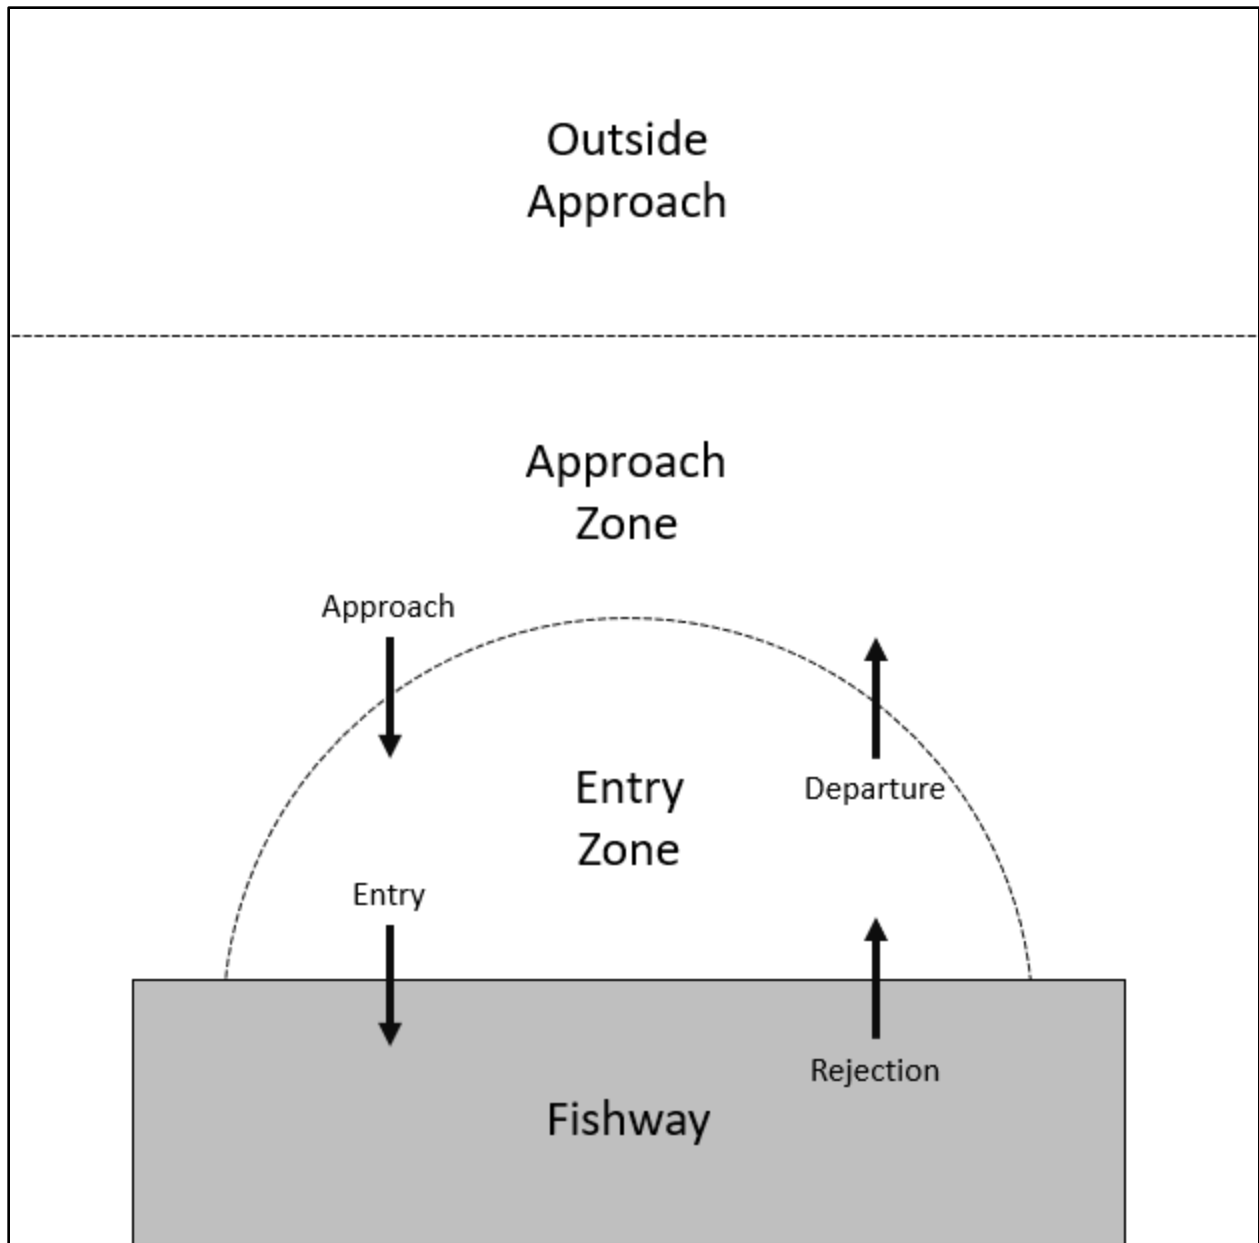 Outside
Approach
Approach
Zone
Approach
Entry
Zone
Departure
Entry
Rejection
Fishway